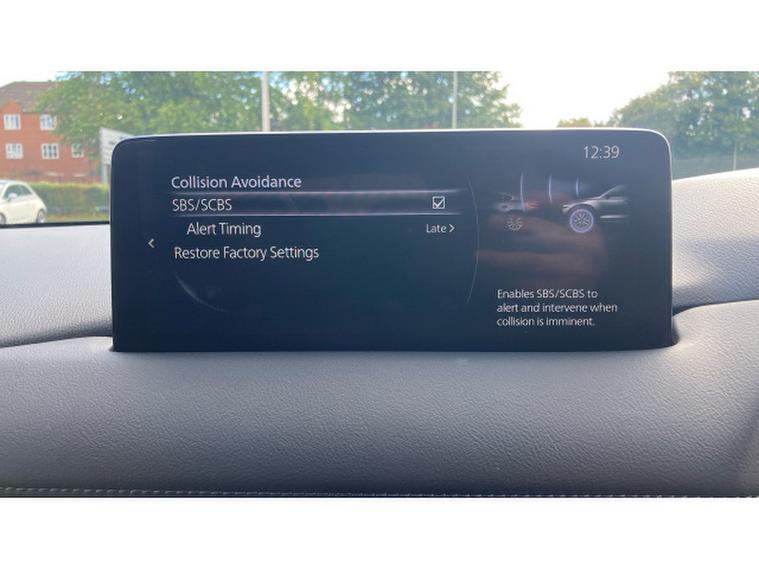 12:39
Collision Avoidance
SBS/SCBS
Alert Timing Late >
Restore Factory Settings
Enables SBS/SCBS to
alert and intervene when
collision is imminent.